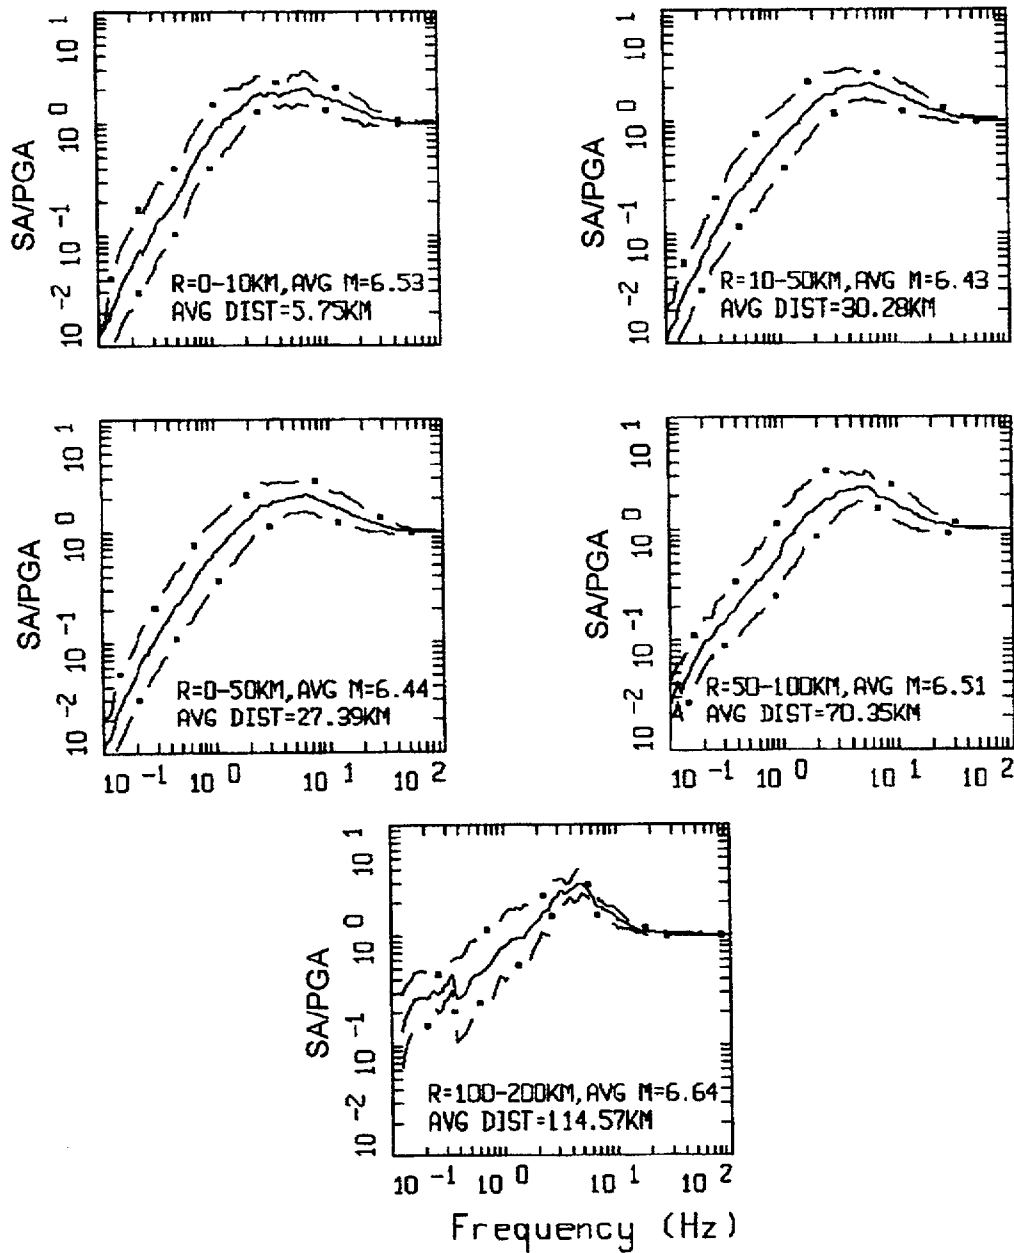 SA/PGA
10 1
10 0
10 -1
10 -2
R=0-10KM, AVG M=6.53
AVG DIST=5.75KM
SA/PGA
10 1
10 0
10 -1
10 -2
R=10-50KM, AVG M=6.43
AVG DIST=30.28KM
SA/PGA
10 1
10 0
10 -1
10 -2
R=0-50KM, AVG M=6.44
AVG DIST=27.39KM
10 -1 10 0 10 1 10 2
SA/PGA
10 1
10 0
10 -1
10 -2
R=50-100KM, AVG M=6.51
AVG DIST=70.35KM
10 -1 10 0 10 1 10 2
SA/PGA
10 1
10 0
10 -1
10 -2
R=100-200KM, AVG M=6.64
AVG DIST=114.57KM
10 -1 10 0 10 1 10 2
Frequency (Hz)